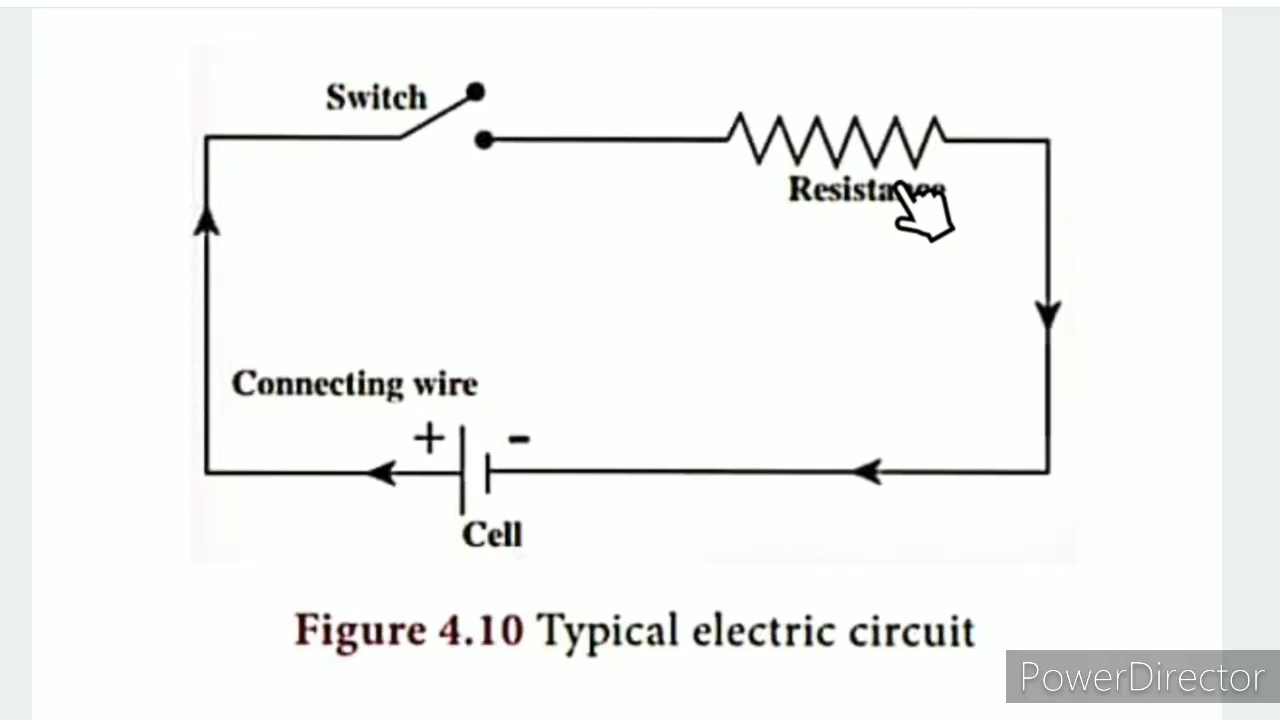 Switch
Connecting wire
+ -
Cell
Figure 4.10 Typical electric circuit
PowerDirector